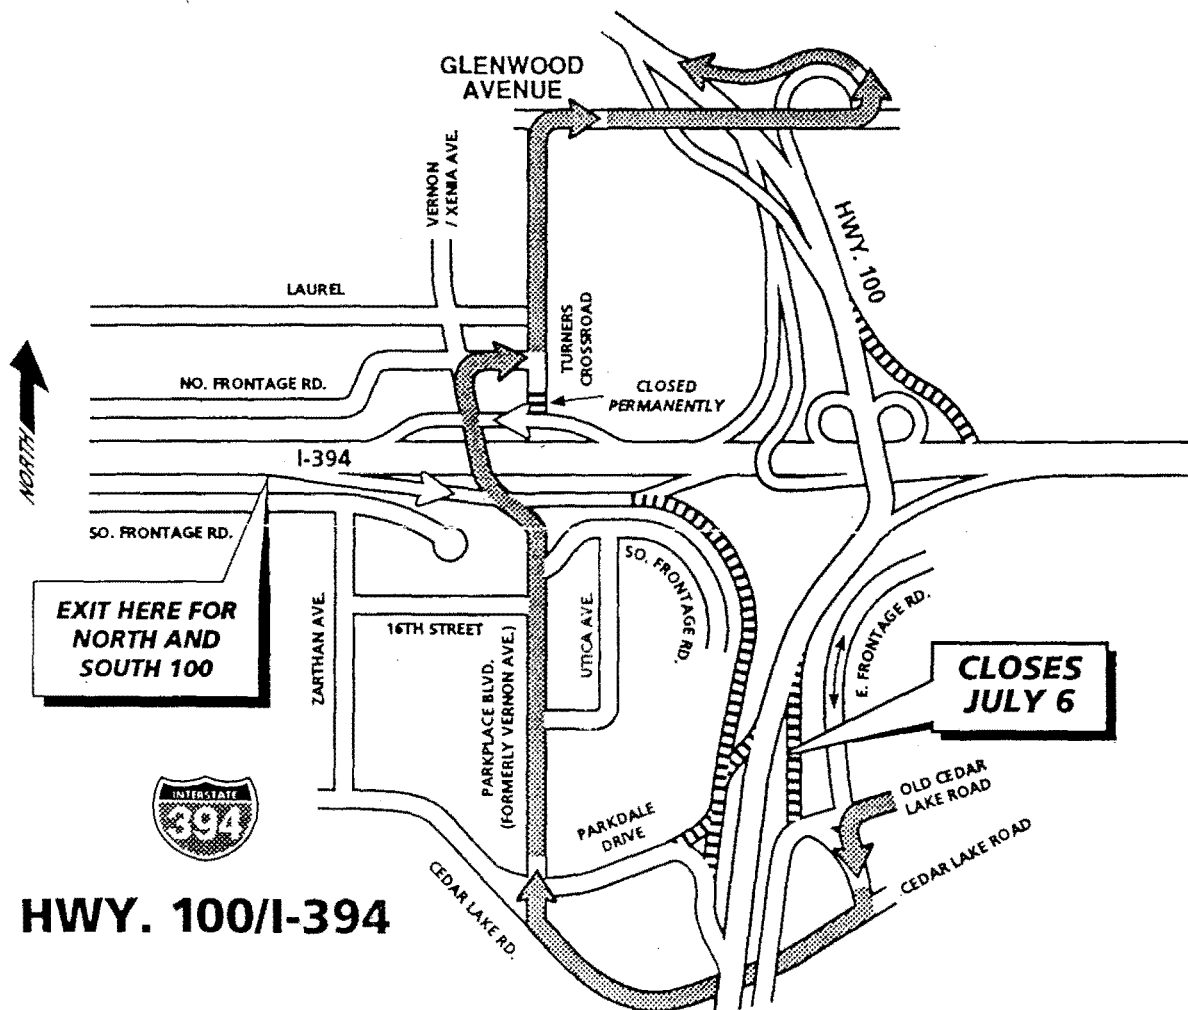 GLENWOOD
AVENUE
VERNON
/ XENIA AVE.
HWY. 100
LAUREL
TURNERS
CROSSROAD
NO. FRONTAGE RD.
CLOSED
PERMANENTLY
NORTH
I-394
SO. FRONTAGE RD.
EXIT HERE FOR
NORTH AND
SOUTH 100
ZARTHAN AVE.
16TH STREET
PARKPLACE BLVD.
(FORMERLY VERNON AVE.)
UTICA AVE.
SO. FRONTAGE RD.
E. FRONTAGE RD.
CLOSES
JULY 6
INTERSTATE
394
PARKDALE
DRIVE
OLD CEDAR
LAKE ROAD
CEDAR LAKE RD.
CEDAR LAKE ROAD
HWY. 100/I-394